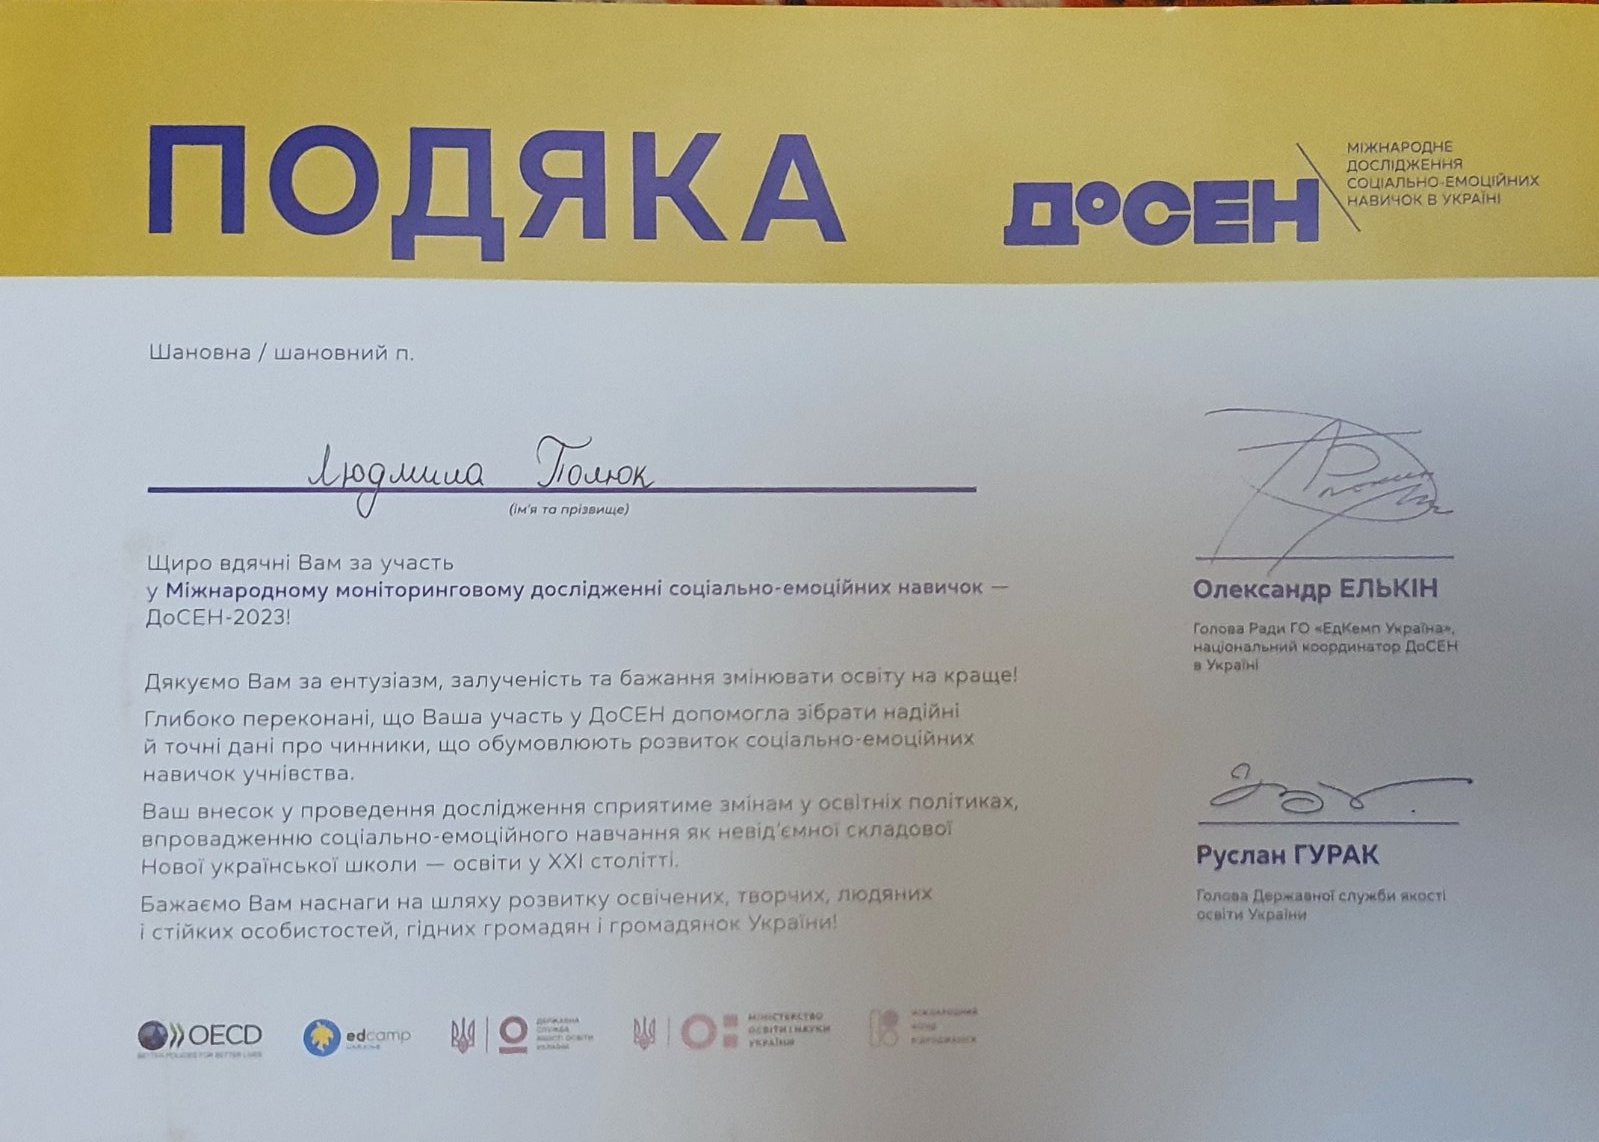 ПОДЯКА
ДоСЕН
МІЖНАРОДНЕ
ДОСЛІДЖЕННЯ
СОЦІАЛЬНО-ЕМОЦІЙНИХ
НАВИЧОК В УКРАЇНІ
Шановна / шановний п.
Людмила Полюк
(ім'я та прізвище)
Щиро вдячні Вам за участь
у Міжнародному моніторинговому дослідженні соціально-емоційних навичок —
ДоСЕН-2023!
Дякуємо Вам за ентузіазм, залученість та бажання змінювати освіту на краще!
Глибоко переконані, що Ваша участь у ДоСЕН допомогла зібрати надійні
й точні дані про чинники, що обумовлюють розвиток соціально-емоційних
навичок учнівства.
Ваш внесок у проведення дослідження сприятиме змінам у освітніх політиках,
впровадженню соціально-емоційного навчання як невід'ємної складової
Нової української школи — освіти у XXI столітті.
Бажаємо Вам наснаги на шляху розвитку освічених, творчих, людяних
і стійких особистостей, гідних громадян і громадянок України!
Олександр ЕЛЬКІН
Голова Ради ГО «ЕдКемп Україна»,
національний координатор ДоСЕН
в Україні
Руслан ГУРАК
Голова Державної служби якості
освіти України
OECD
BETTER POLICIES FOR BETTER LIVES
edcamp
UKRAINE
ДЕРЖАВНА
СЛУЖБА
ЯКОСТІ ОСВІТИ
УКРАЇНИ
МІНІСТЕРСТВО
ОСВІТИ І НАУКИ
УКРАЇНИ
МІЖНАРОДНИЙ
ФОНД
ВІДРОДЖЕННЯ